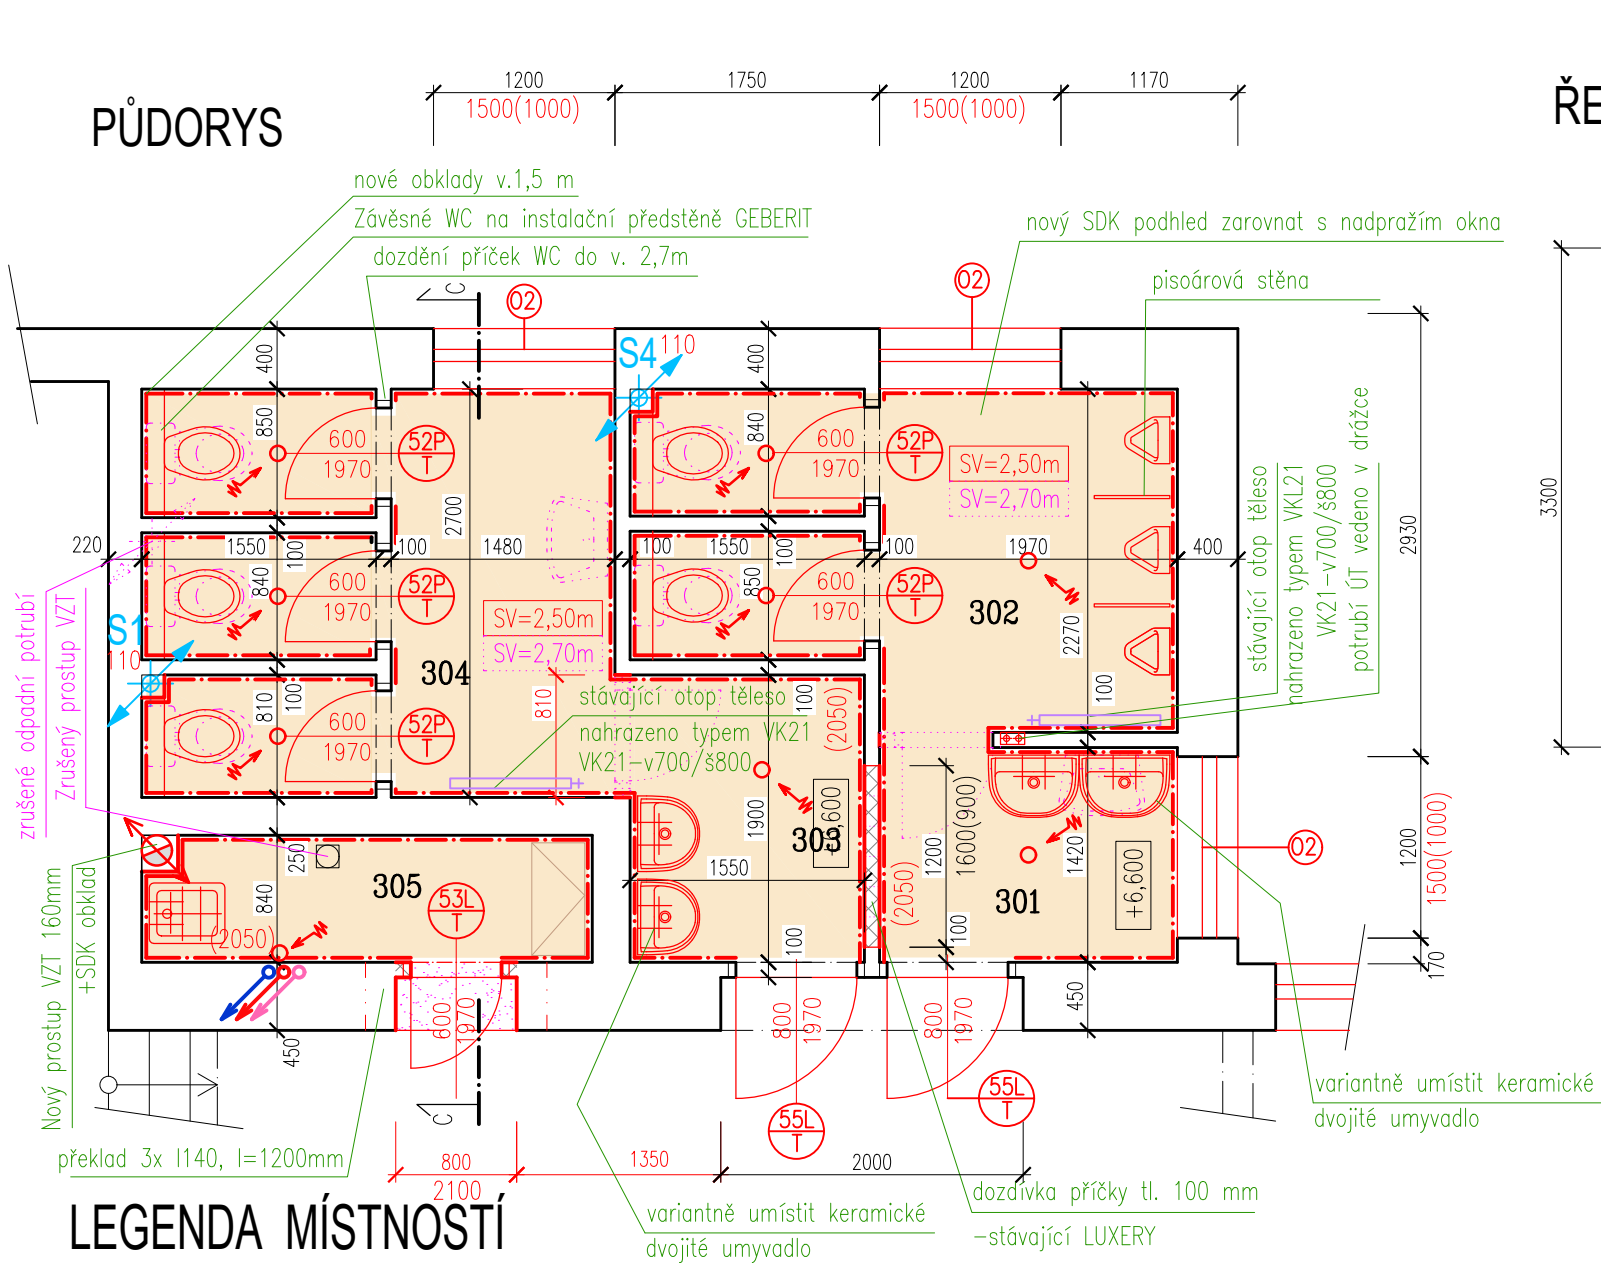 PŮDORYS
ŘE
1200
1750
1200
1170
1500(1000)
1500(1000)
nové obklady v.1,5 m
Závěsné WC na instalační předstěně GEBERIT
dozdění příček WC do v. 2,7m
nový SDK podhled zarovnat s nadpražím okna
pisoárová stěna
C
02
02
S4
110
400
400
850
600
1970
52P
T
840
600
1970
52P
T
SV=2,50m
SV=2,70m
2700
220
1550
100
100
1480
100
1550
100
100
1970
400
840
600
1970
52P
T
850
600
1970
52P
T
302
SV=2,50m
SV=2,70m
2270
S1
110
304
810
100
600
1970
52P
T
810
100
(2050)
100
stávající otop těleso
nahrazeno typem VK21
VK21-v700/š800
stávající otop těleso
nahrazeno typem VKL21
VK21-v700/š800
potrubí ÚT vedeno v drážce
3300
2930
1200
1500(1000)
170
zrušené odpadní potrubí
Zrušený prostup VZT
Nový prostup VZT 160mm
+SDK obklad
250
840
305
(2050)
53L
T
1900
303
+6,600
1550
100
1200
1600(900)
(2050)
100
1420
301
+6,600
02
450
450
600
1970
800
1970
800
1970
55L
T
55L
T
C
překlad 3x I140, l=1200mm
800
2100
1350
2000
variantně umístit keramické
dvojité umyvadlo
dozdívka příčky tl. 100 mm
-stávající LUXERY
variantně umístit keramické
dvojité umyvadlo
LEGENDA MÍSTNOSTÍ